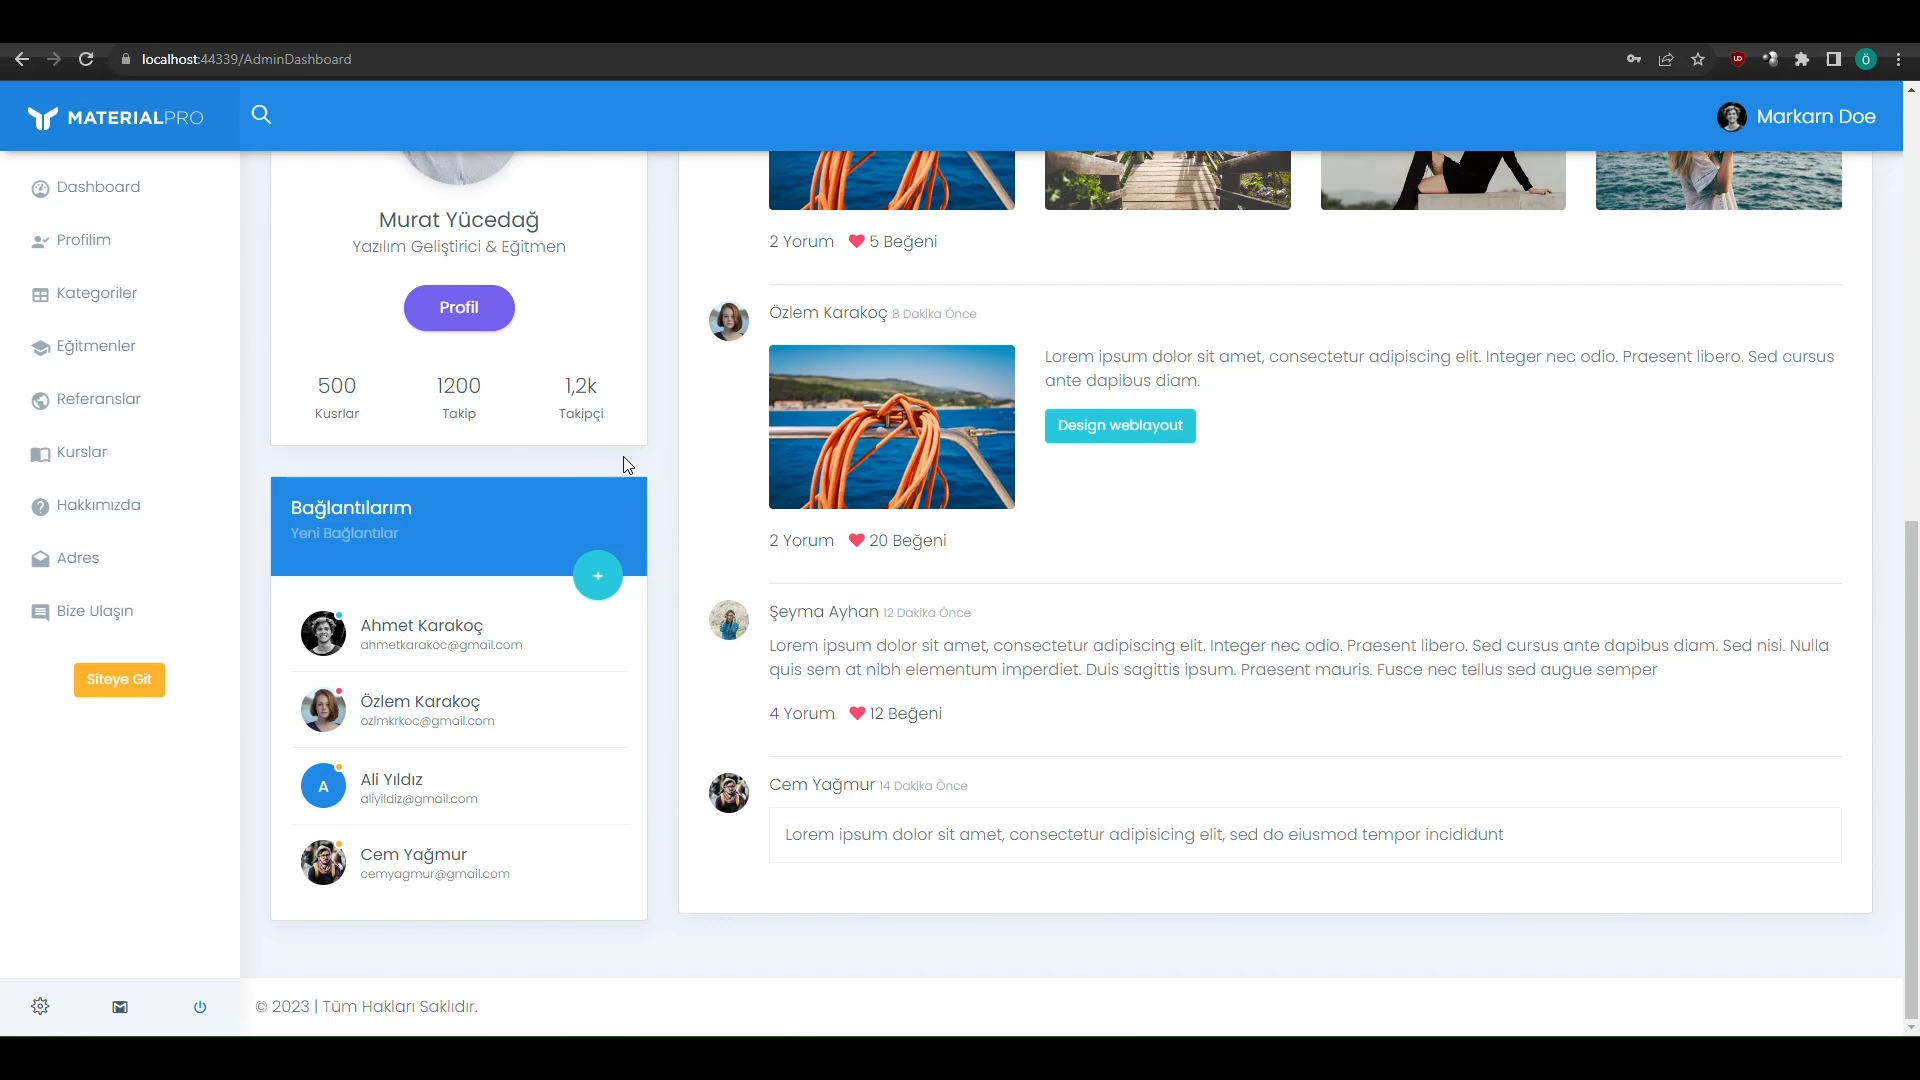 localhost:44339/AdminDashboard
MATERIALPRO
Markarn Doe
Dashboard
Profilim
Kategoriler
Eğitmenler
Referanslar
Kurslar
Hakkımızda
Adres
Bize Ulaşın
Siteye Git
Murat Yücedağ
Yazılım Geliştirici & Eğitmen
Profil
500 1200 1,2k
Kusrlar Takip Takipçi
Bağlantılarım
Yeni Bağlantılar
+
Ahmet Karakoç
ahmetkarakoc@gmail.com
Özlem Karakoç
ozlmkrkoc@gmail.com
A
Ali Yıldız
aliyildiz@gmail.com
Cem Yağmur
cemyagmur@gmail.com
2 Yorum 5 Beğeni
Özlem Karakoç 8 Dakika Önce
Lorem ipsum dolor sit amet, consectetur adipiscing elit. Integer nec odio. Praesent libero. Sed cursus
ante dapibus diam.
Design weblayout
2 Yorum 20 Beğeni
Şeyma Ayhan 12 Dakika Önce
Lorem ipsum dolor sit amet, consectetur adipiscing elit. Integer nec odio. Praesent libero. Sed cursus ante dapibus diam. Sed nisi. Nulla
quis sem at nibh elementum imperdiet. Duis sagittis ipsum. Praesent mauris. Fusce nec tellus sed augue semper
4 Yorum 12 Beğeni
Cem Yağmur 14 Dakika Önce
Lorem ipsum dolor sit amet, consectetur adipisicing elit, sed do eiusmod tempor incididunt
© 2023 | Tüm Hakları Saklıdır.